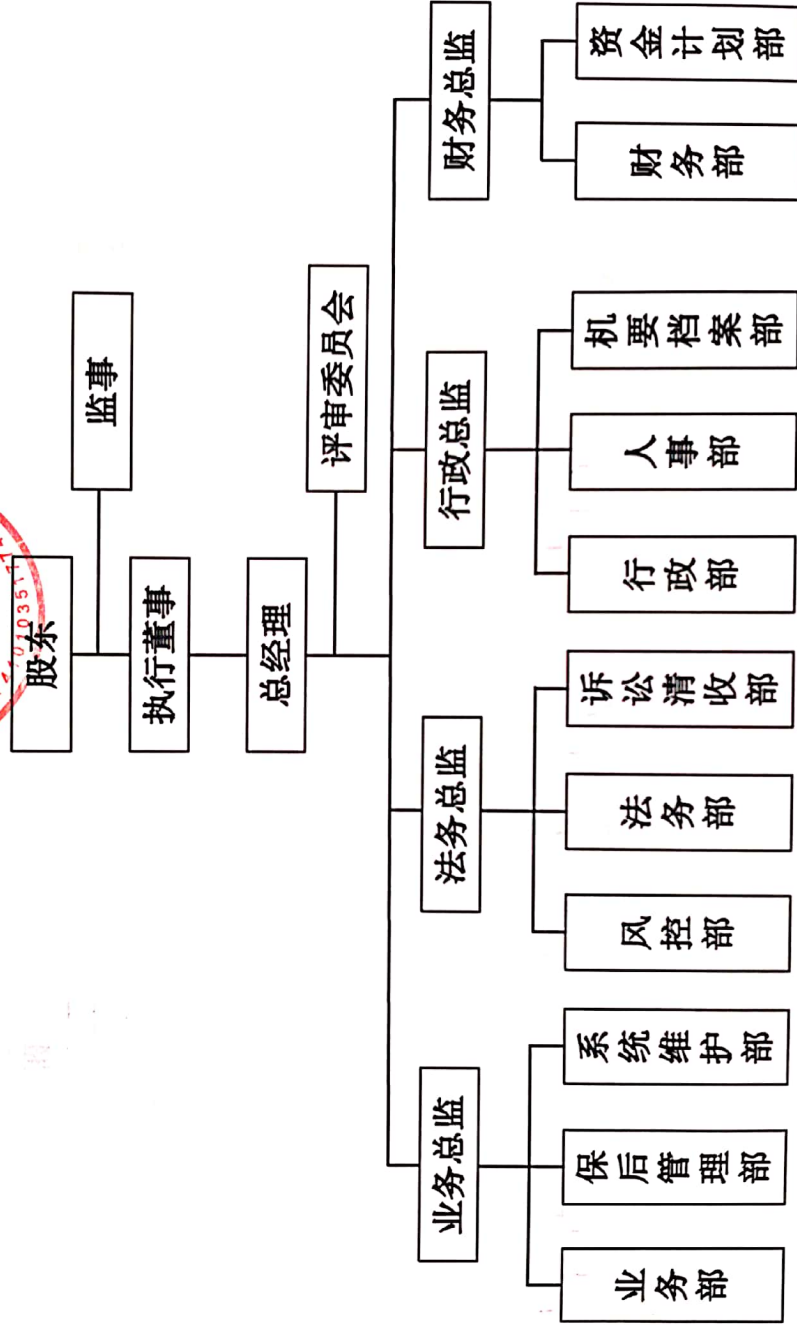 股东
监事
执行董事
总经理
评审委员会
业务总监
法务总监
行政总监
财务总监
业务部
保后管理部
系统维护部
风控部
法务部
诉讼清收部
行政部
人事部
机要档案部
财务部
资金计划部